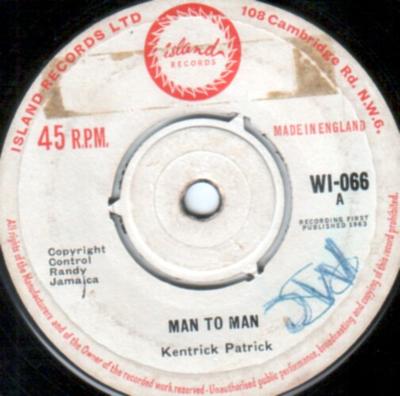 ISLAND RECORDS LTD
108 Cambridge Rd. N.W.6.
island
RECORDS
45 R.P.M.
MADE IN ENGLAND
WI-066
A
RECORDING FIRST
PUBLISHED 1963
Copyright
Control
Randy
Jamaica
MAN TO MAN
Kentrick Patrick
All rights of the Manufacturers and of the Owner of the recorded work reserved - Unauthorised public performance, broadcasting and copying of this record prohibited.